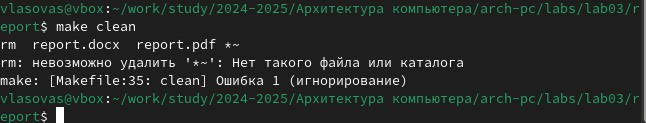 vlasovas@vbox:~/work/study/2024-2025/Архитектура компьютера/arch-pc/labs/lab03/r
eport$ make clean
rm  report.docx  report.pdf *~
rm: невозможно удалить '*~': Нет такого файла или каталога
make: [Makefile:35: clean] Ошибка 1 (игнорирование)
vlasovas@vbox:~/work/study/2024-2025/Архитектура компьютера/arch-pc/labs/lab03/r
eport$